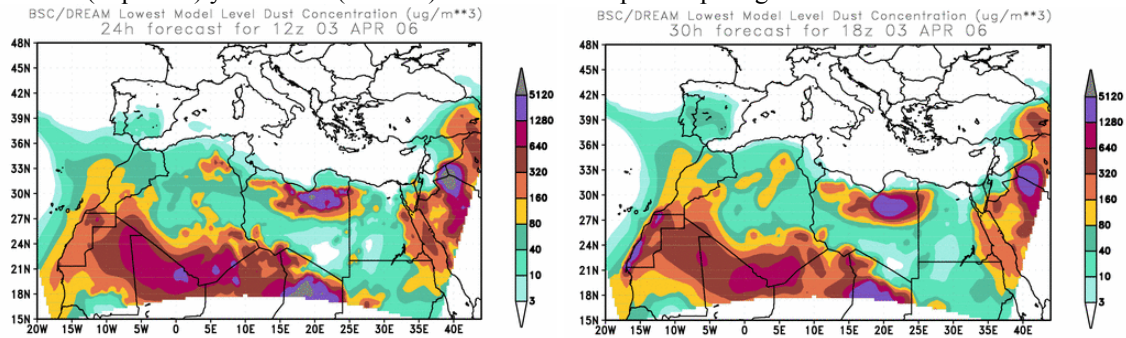 BSC/DREAM Lowest Model Level Dust Concentration (ug/m**3)
24h forecast for 12z 03 APR 06
48N
45N
42N
39N
36N
33N
30N
27N
24N
21N
18N
15N
20W 15W 10W 5W 0 5E 10E 15E 20E 25E 30E 35E 40E
5120
1280
640
320
160
80
40
10
3
BSC/DREAM Lowest Model Level Dust Concentration (ug/m**3)
30h forecast for 18z 03 APR 06
48N
45N
42N
39N
36N
33N
30N
27N
24N
21N
18N
15N
20W 15W 10W 5W 0 5E 10E 15E 20E 25E 30E 35E 40E
5120
1280
640
320
160
80
40
10
3